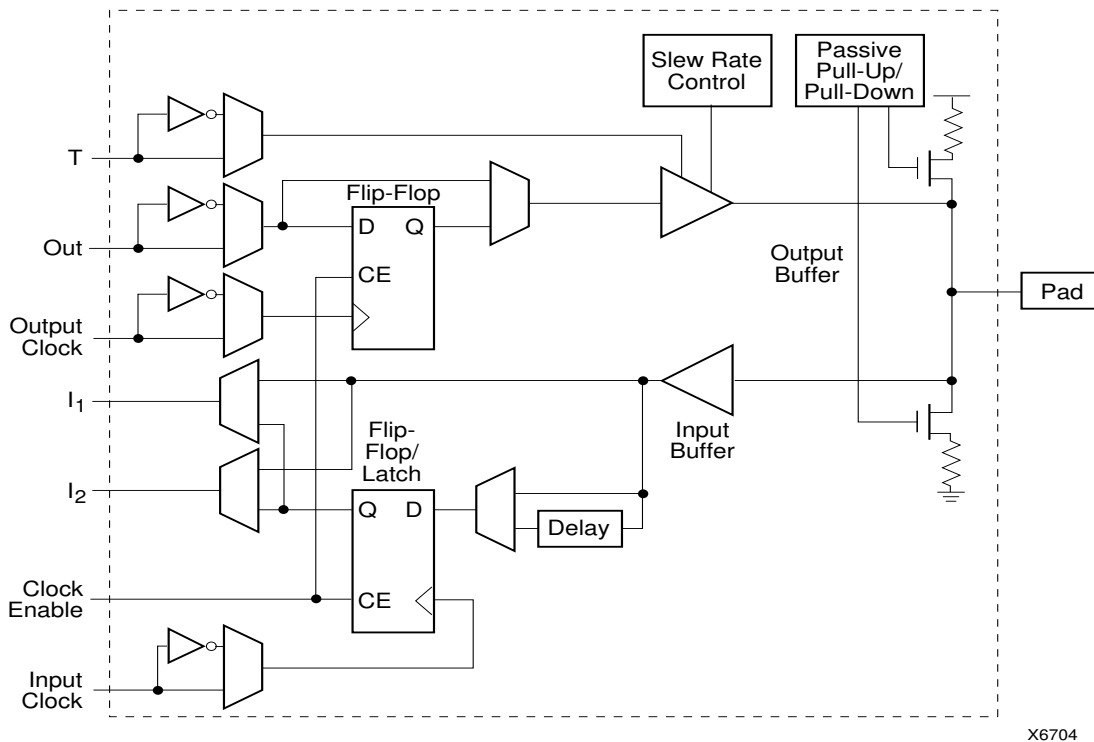 Slew Rate
Control
Passive
Pull-Up/
Pull-Down
T
Flip-Flop
D
Q
Out
CE
Output
Buffer
Pad
Output
Clock
I1
Flip-
Flop/
Latch
Input
Buffer
I2
Q
D
Delay
Clock
Enable
CE
Input
Clock
X6704